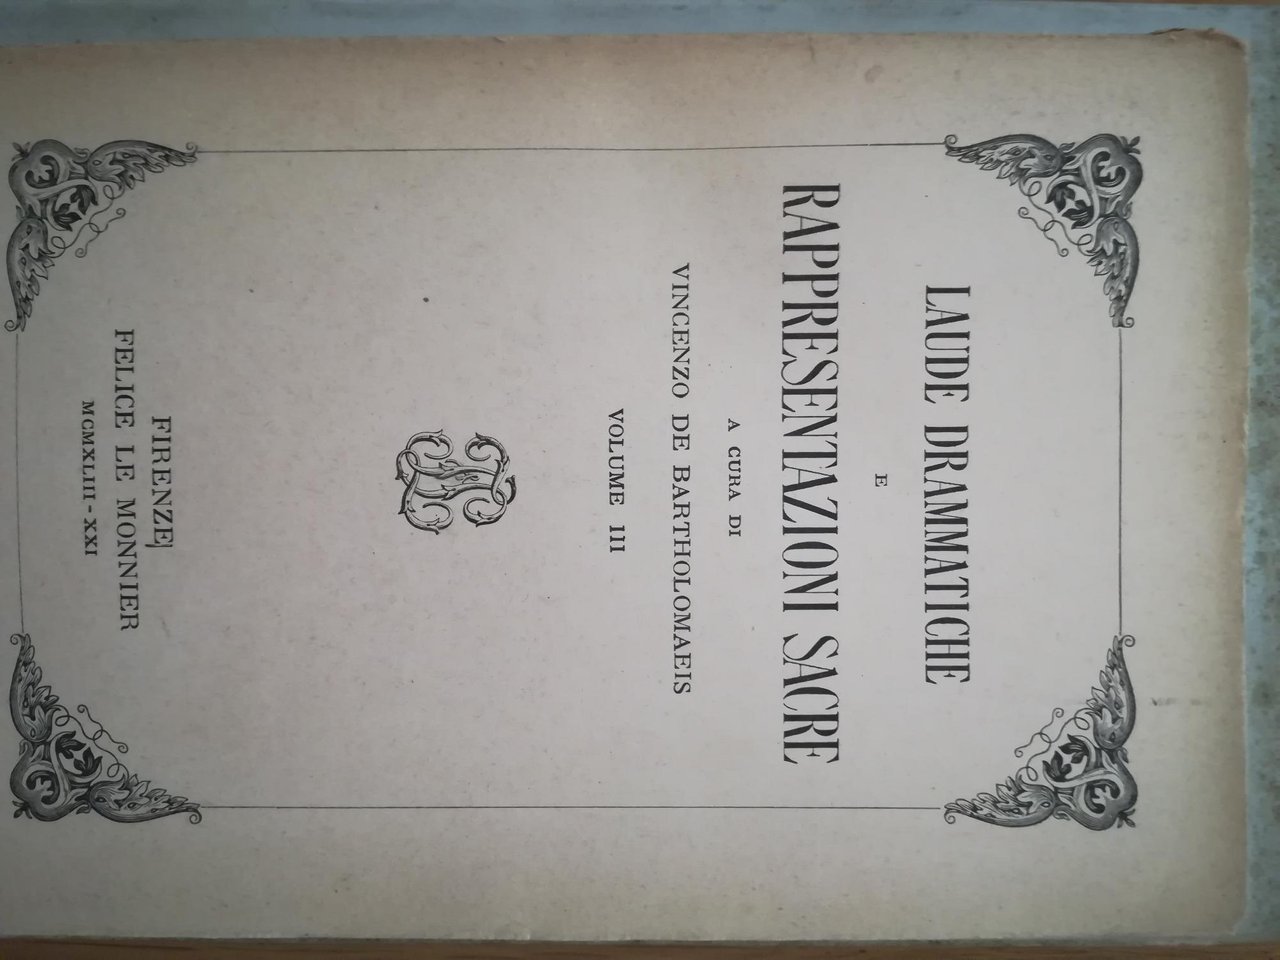 LAUDE DRAMMATICHE
E
RAPPRESENTAZIONI SACRE
A CURA DI
VINCENZO DE BARTHOLOMAEIS
VOLUME III
FIRENZE
FELICE LE MONNIER
MCMXLIII - XXI